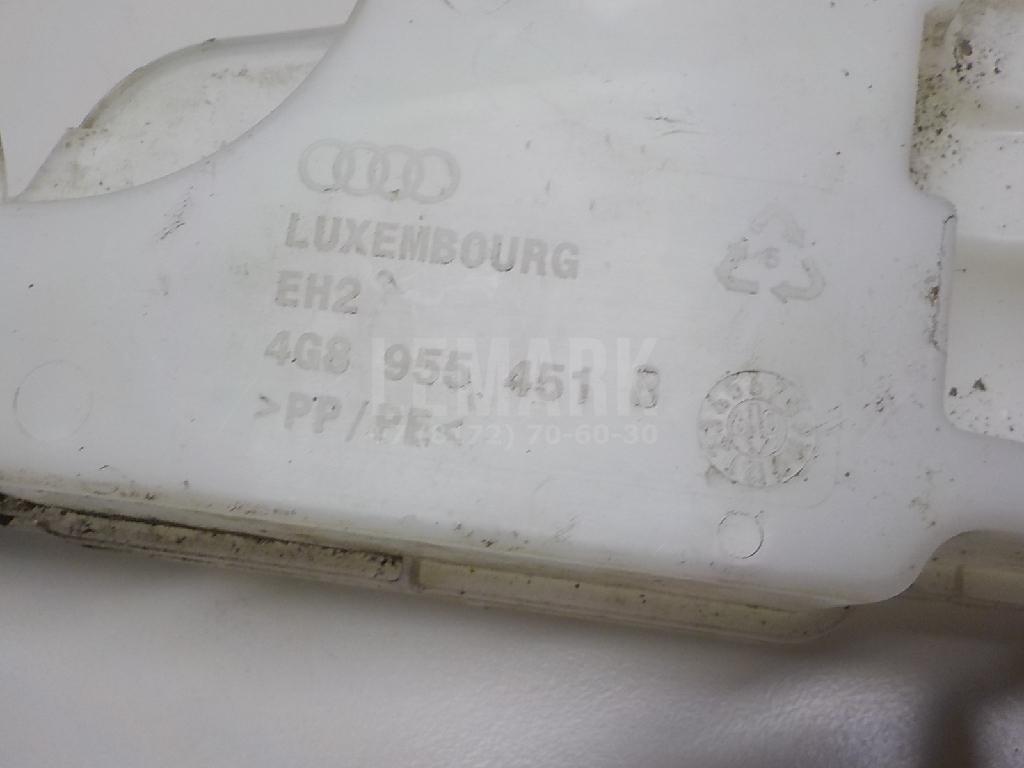 LUXEMBOURG
EH2
4G8 955 451 B
>PP/PE<
LEMARK
70-60-30